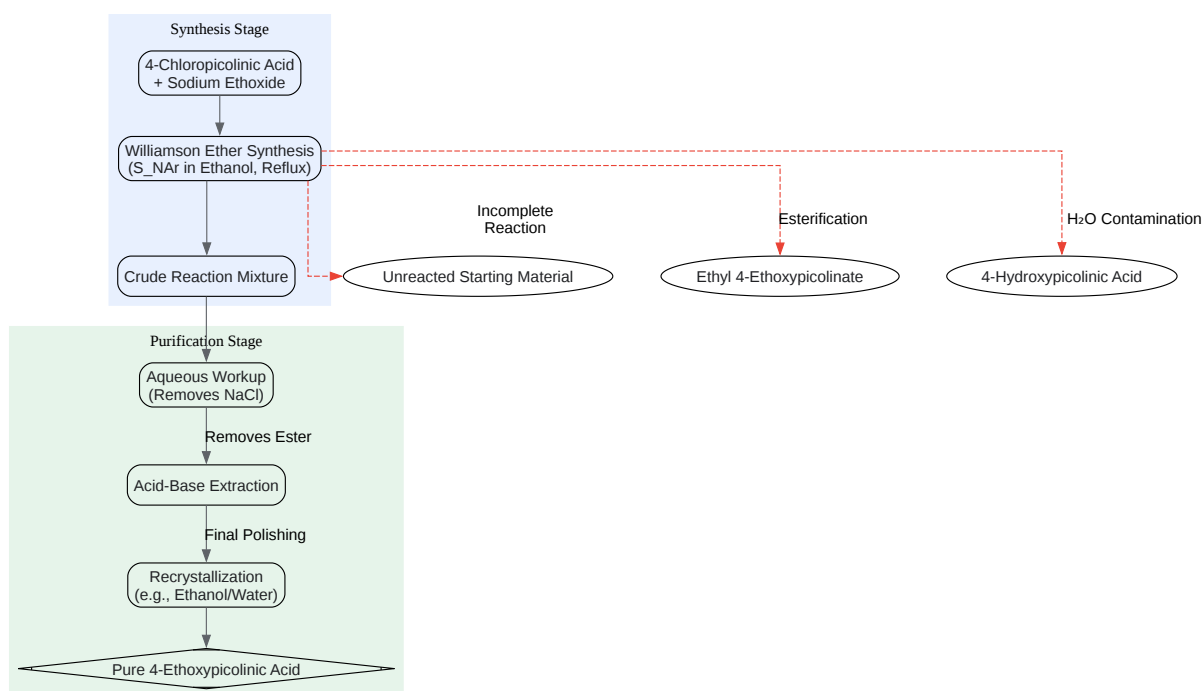 Synthesis Stage
4-Chloropicolinic Acid
+ Sodium Ethoxide
Williamson Ether Synthesis
(S_NAr in Ethanol, Reflux)
Incomplete
Reaction
Esterification
H₂O Contamination
Crude Reaction Mixture
Unreacted Starting Material
Ethyl 4-Ethoxypicolinate
4-Hydroxypicolinic Acid
Purification Stage
Aqueous Workup
(Removes NaCl)
Removes Ester
Acid-Base Extraction
Final Polishing
Recrystallization
(e.g., Ethanol/Water)
Pure 4-Ethoxypicolinic Acid